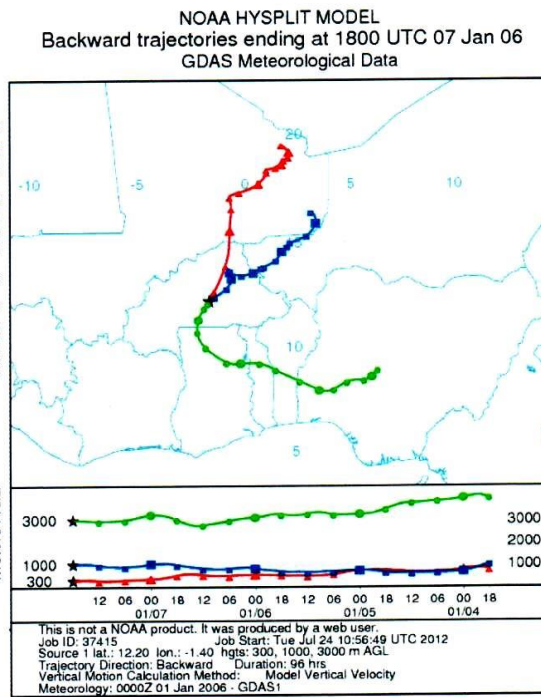 NOAA HYSPLIT MODEL
Backward trajectories ending at 1800 UTC 07 Jan 06
GDAS Meteorological Data
20
-10 -5 0 5 10
10
5
3000 3000
2000
1000 1000
300
12 06 00 18 12 06 00 18 12 06 00 18 12 06 00 18
01/07 01/06 01/05 01/04
This is not a NOAA product. It was produced by a web user.
Job ID: 37415 Job Start: Tue Jul 24 10:56:49 UTC 2012
Source 1 lat.: 12.20 lon.: -1.40 hgts: 300, 1000, 3000 m AGL
Trajectory Direction: Backward Duration: 96 hrs
Vertical Motion Calculation Method: Model Vertical Velocity
Meteorology: 0000Z 01 Jan 2006 - GDAS1